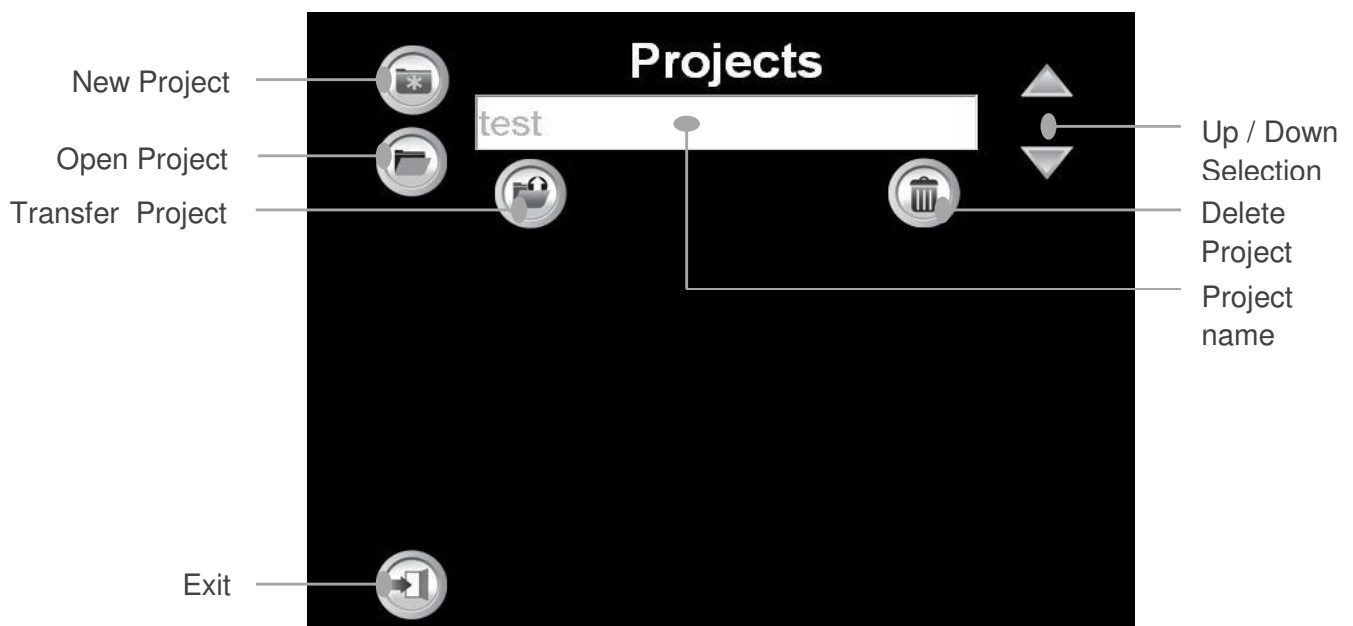 Projects
New Project
test
Open Project
Up / Down
Selection
Transfer Project
Delete
Project
Project
name
Exit